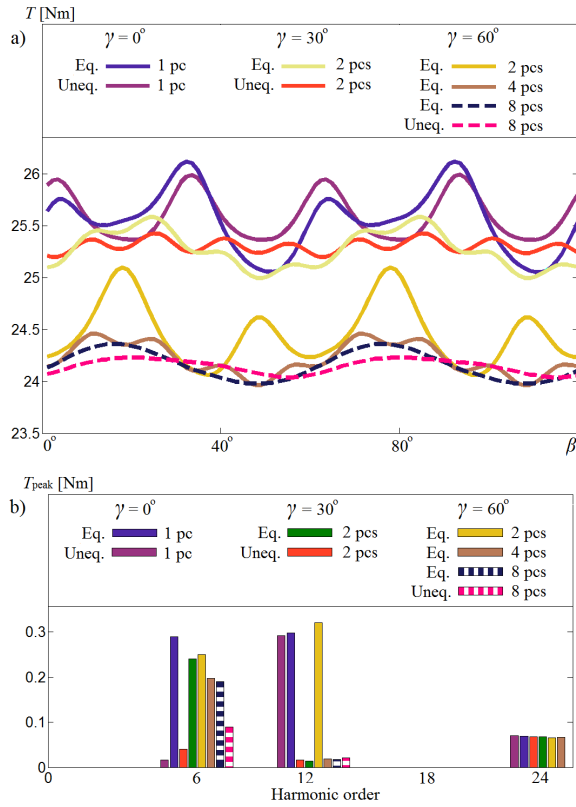 T [Nm]
a)
γ = 0° γ = 30° γ = 60°
Eq. 1 pc Eq. 2 pcs Eq. 2 pcs
Uneq. 1 pc Uneq. 2 pcs Eq. 4 pcs
Eq. 8 pcs
Uneq. 8 pcs
26
25.5
25
24.5
24
23.5
0° 40° 80° β
Tpeak [Nm]
b)
γ = 0° γ = 30° γ = 60°
Eq. 1 pc Eq. 2 pcs Eq. 2 pcs
Uneq. 1 pc Uneq. 2 pcs Eq. 4 pcs
Eq. 8 pcs
Uneq. 8 pcs
0.3
0.2
0.1
0
0 6 12 18 24
Harmonic order